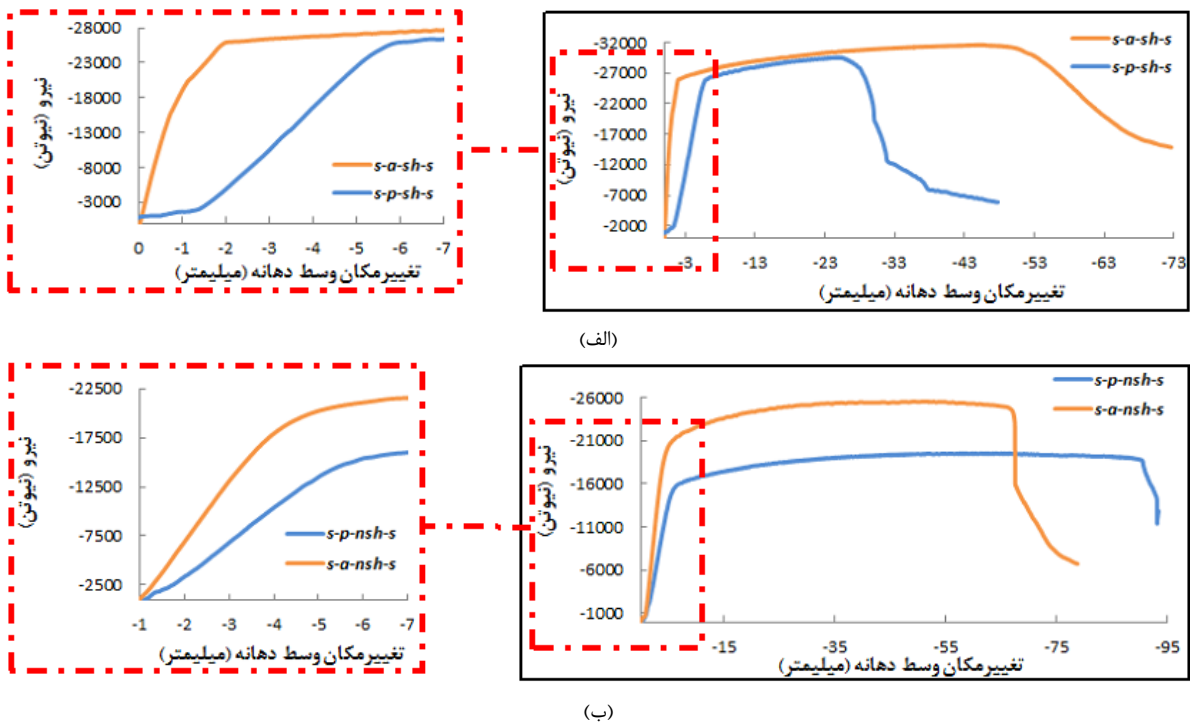 -28000
-23000
-18000
-13000
-8000
-3000
نیرو (نیوتن)
s-a-sh-s
s-p-sh-s
0 -1 -2 -3 -4 -5 -6 -7
تغییرمکان وسط دهانه (میلیمتر)
-32000
-27000
-22000
-17000
-12000
-7000
-2000
نیرو (نیوتن)
s-a-sh-s
s-p-sh-s
-3 -13 -23 -33 -43 -53 -63 -73
تغییرمکان وسط دهانه (میلیمتر)
(الف)
-22500
-17500
-12500
-7500
-2500
نیرو (نیوتن)
s-p-nsh-s
s-a-nsh-s
-1 -2 -3 -4 -5 -6 -7
تغییرمکان وسط دهانه (میلیمتر)
-26000
-21000
-16000
-11000
-6000
-1000
نیرو (نیوتن)
s-p-nsh-s
s-a-nsh-s
-15 -35 -55 -75 -95
تغییرمکان وسط دهانه (میلیمتر)
(ب)